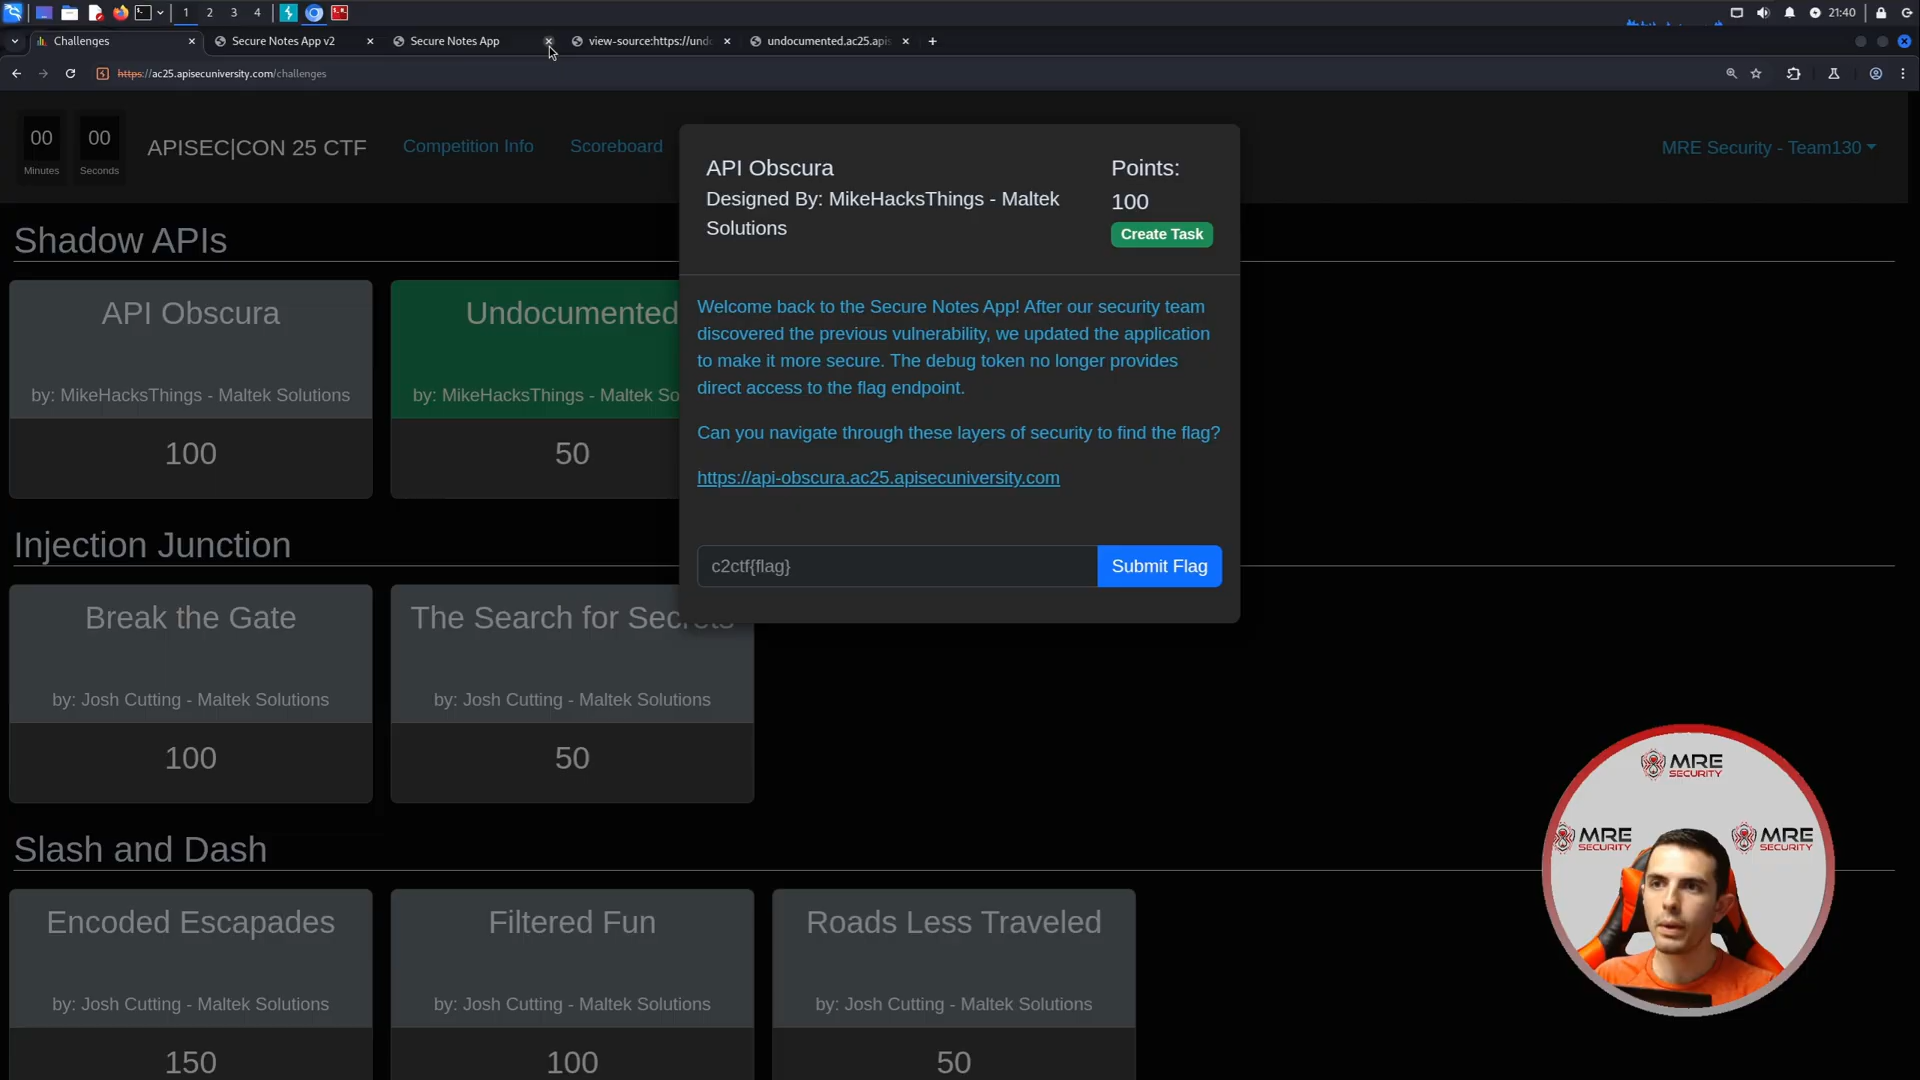 1
2
3
4
21:40
Challenges
Secure Notes App v2
Secure Notes App
view-source:https://undo
undocumented.ac25.apis
https://ac25.apisecuniversity.com/challenges
00
Minutes
00
Seconds
APISEC|CON 25 CTF
Competition Info
Scoreboard
MRE Security - Team130
API Obscura
Designed By: MikeHacksThings - Maltek
Solutions
Points:
100
Create Task
Welcome back to the Secure Notes App! After our security team
discovered the previous vulnerability, we updated the application
to make it more secure. The debug token no longer provides
direct access to the flag endpoint.
Can you navigate through these layers of security to find the flag?
https://api-obscura.ac25.apisecuniversity.com
c2ctf{flag}
Submit Flag
Shadow APIs
API Obscura
by: MikeHacksThings - Maltek Solutions
100
Undocumented
by: MikeHacksThings - Maltek So
50
Injection Junction
Break the Gate
by: Josh Cutting - Maltek Solutions
100
The Search for Secrets
by: Josh Cutting - Maltek Solutions
50
Slash and Dash
Encoded Escapades
by: Josh Cutting - Maltek Solutions
150
Filtered Fun
by: Josh Cutting - Maltek Solutions
100
Roads Less Traveled
by: Josh Cutting - Maltek Solutions
50
MRE
SECURITY
MRE
SECURITY
MRE
SECURITY